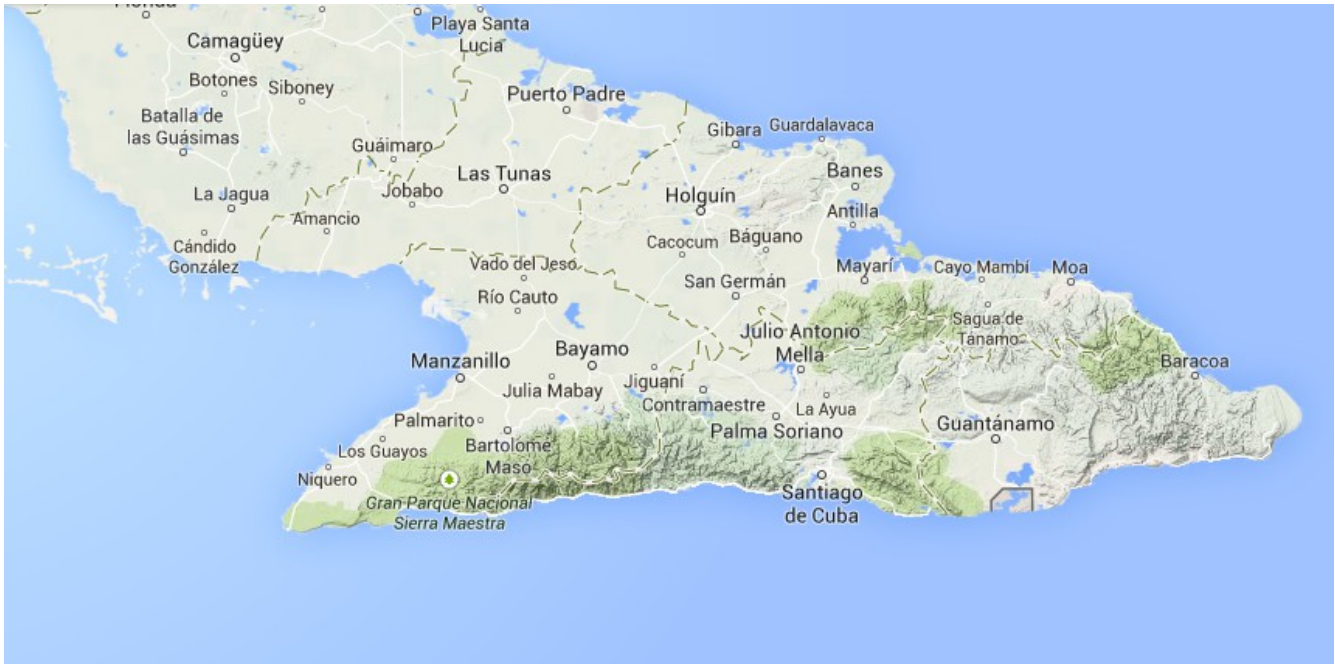 Playa Santa
Lucia
Camagüey
Botones
Siboney
Puerto Padre
Batalla de
las Guásimas
Gibara
Guardalavaca
Guáimaro
Las Tunas
Banes
La Jagua
Jobabo
Holguín
Antilla
Amancio
Cacocum
Báguano
Cándido
González
Vado del Jeso
Mayarí
Cayo Mambí
Moa
San Germán
Río Cauto
Sagua de
Tánamo
Julio Antonio
Mella
Manzanillo
Bayamo
Baracoa
Julia Mabay
Jiguaní
Contramaestre
La Ayua
Palmarito
Palma Soriano
Guantánamo
Los Guayos
Bartolomé
Maso
Niquero
Gran Parque Nacional
Sierra Maestra
Santiago
de Cuba